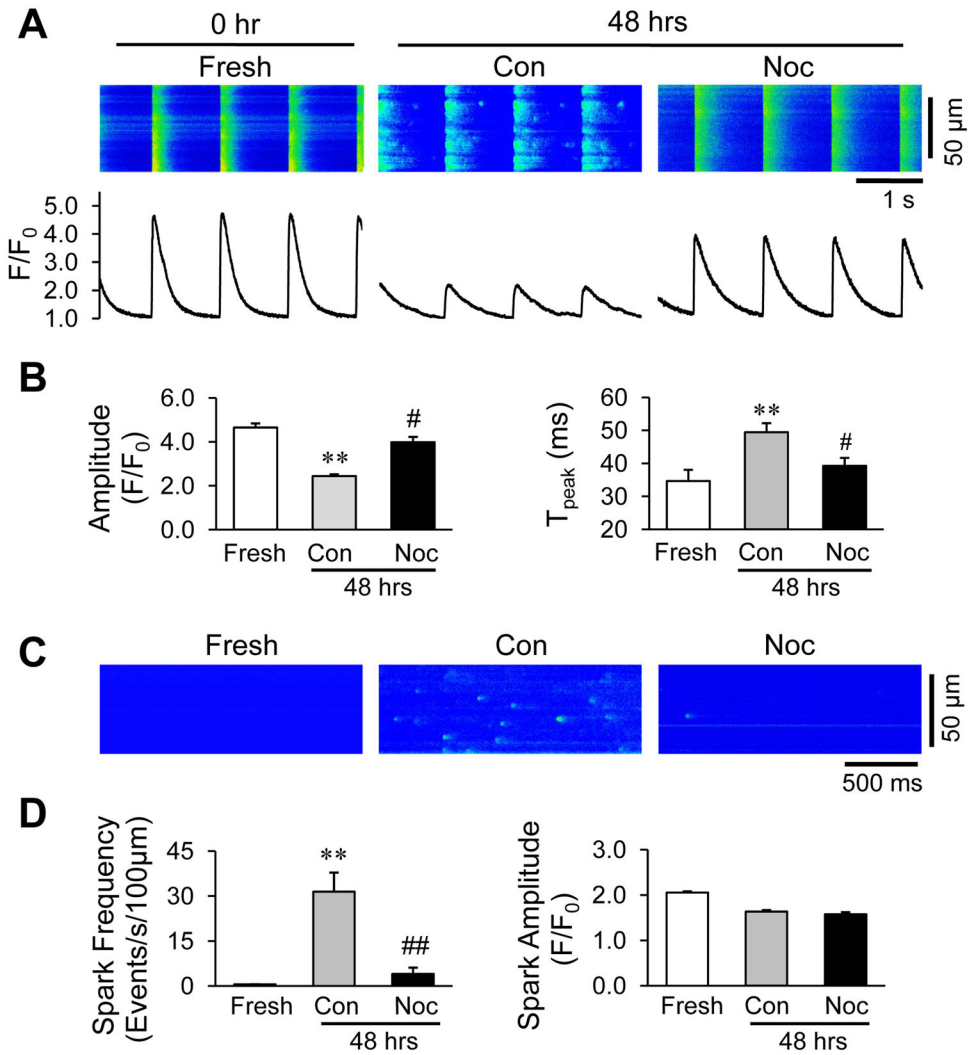 A
0 hr
48 hrs
Fresh
Con
Noc
50 µm
1 s
F/F0
5.0
4.0
3.0
2.0
1.0
B
Amplitude
(F/F0)
6.0
4.0
2.0
0.0
**
#
Fresh
Con
Noc
48 hrs
Tpeak (ms)
60
50
40
30
20
**
#
Fresh
Con
Noc
48 hrs
C
Fresh
Con
Noc
50 µm
500 ms
D
Spark Frequency
(Events/s/100µm)
45
30
15
0
**
##
Fresh
Con
Noc
48 hrs
Spark Amplitude
(F/F0)
3.0
2.0
1.0
0.0
Fresh
Con
Noc
48 hrs